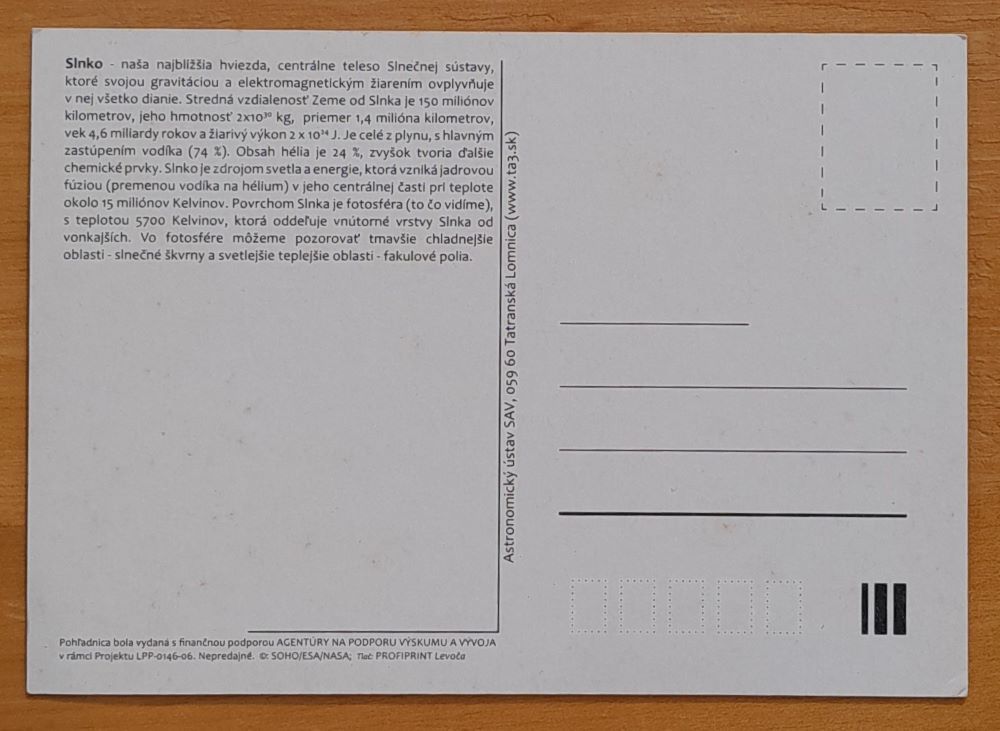 Slnko - naša najbližšia hviezda, centrálne teleso Slnečnej sústavy,
ktoré svojou gravitáciou a elektromagnetickým žiarením ovplyvňuje
v nej všetko dianie. Stredná vzdialenosť Zeme od Slnka je 150 miliónov
kilometrov, jeho hmotnosť 2x10³⁰ kg, priemer 1,4 milióna kilometrov,
vek 4,6 miliardy rokov a žiarivý výkon 2 x 10¹⁴ J. Je celé z plynu, s hlavným
zastúpením vodíka (74 %). Obsah hélia je 24 %, zvyšok tvoria ďalšie
chemické prvky. Slnko je zdrojom svetla a energie, ktorá vzniká jadrovou
fúziou (premenou vodíka na hélium) v jeho centrálnej časti pri teplote
okolo 15 miliónov Kelvinov. Povrchom Slnka je fotosféra (to čo vidíme),
s teplotou 5700 Kelvinov, ktorá oddeľuje vnútorné vrstvy Slnka od
vonkajších. Vo fotosfére môžeme pozorovať tmavšie chladnejšie
oblasti - slnečné škvrny a svetlejšie teplejšie oblasti - fakulové polia.
Astronomický ústav SAV, 059 60 Tatranská Lomnica (www.ta3.sk)
Pohľadnica bola vydaná s finančnou podporou AGENTÚRY NA PODPORU VÝSKUMU A VÝVOJA
v rámci Projektu LPP-0146-06. Nepredajné. ©: SOHO/ESA/NASA; Tlač: PROFIPRINT Levoča